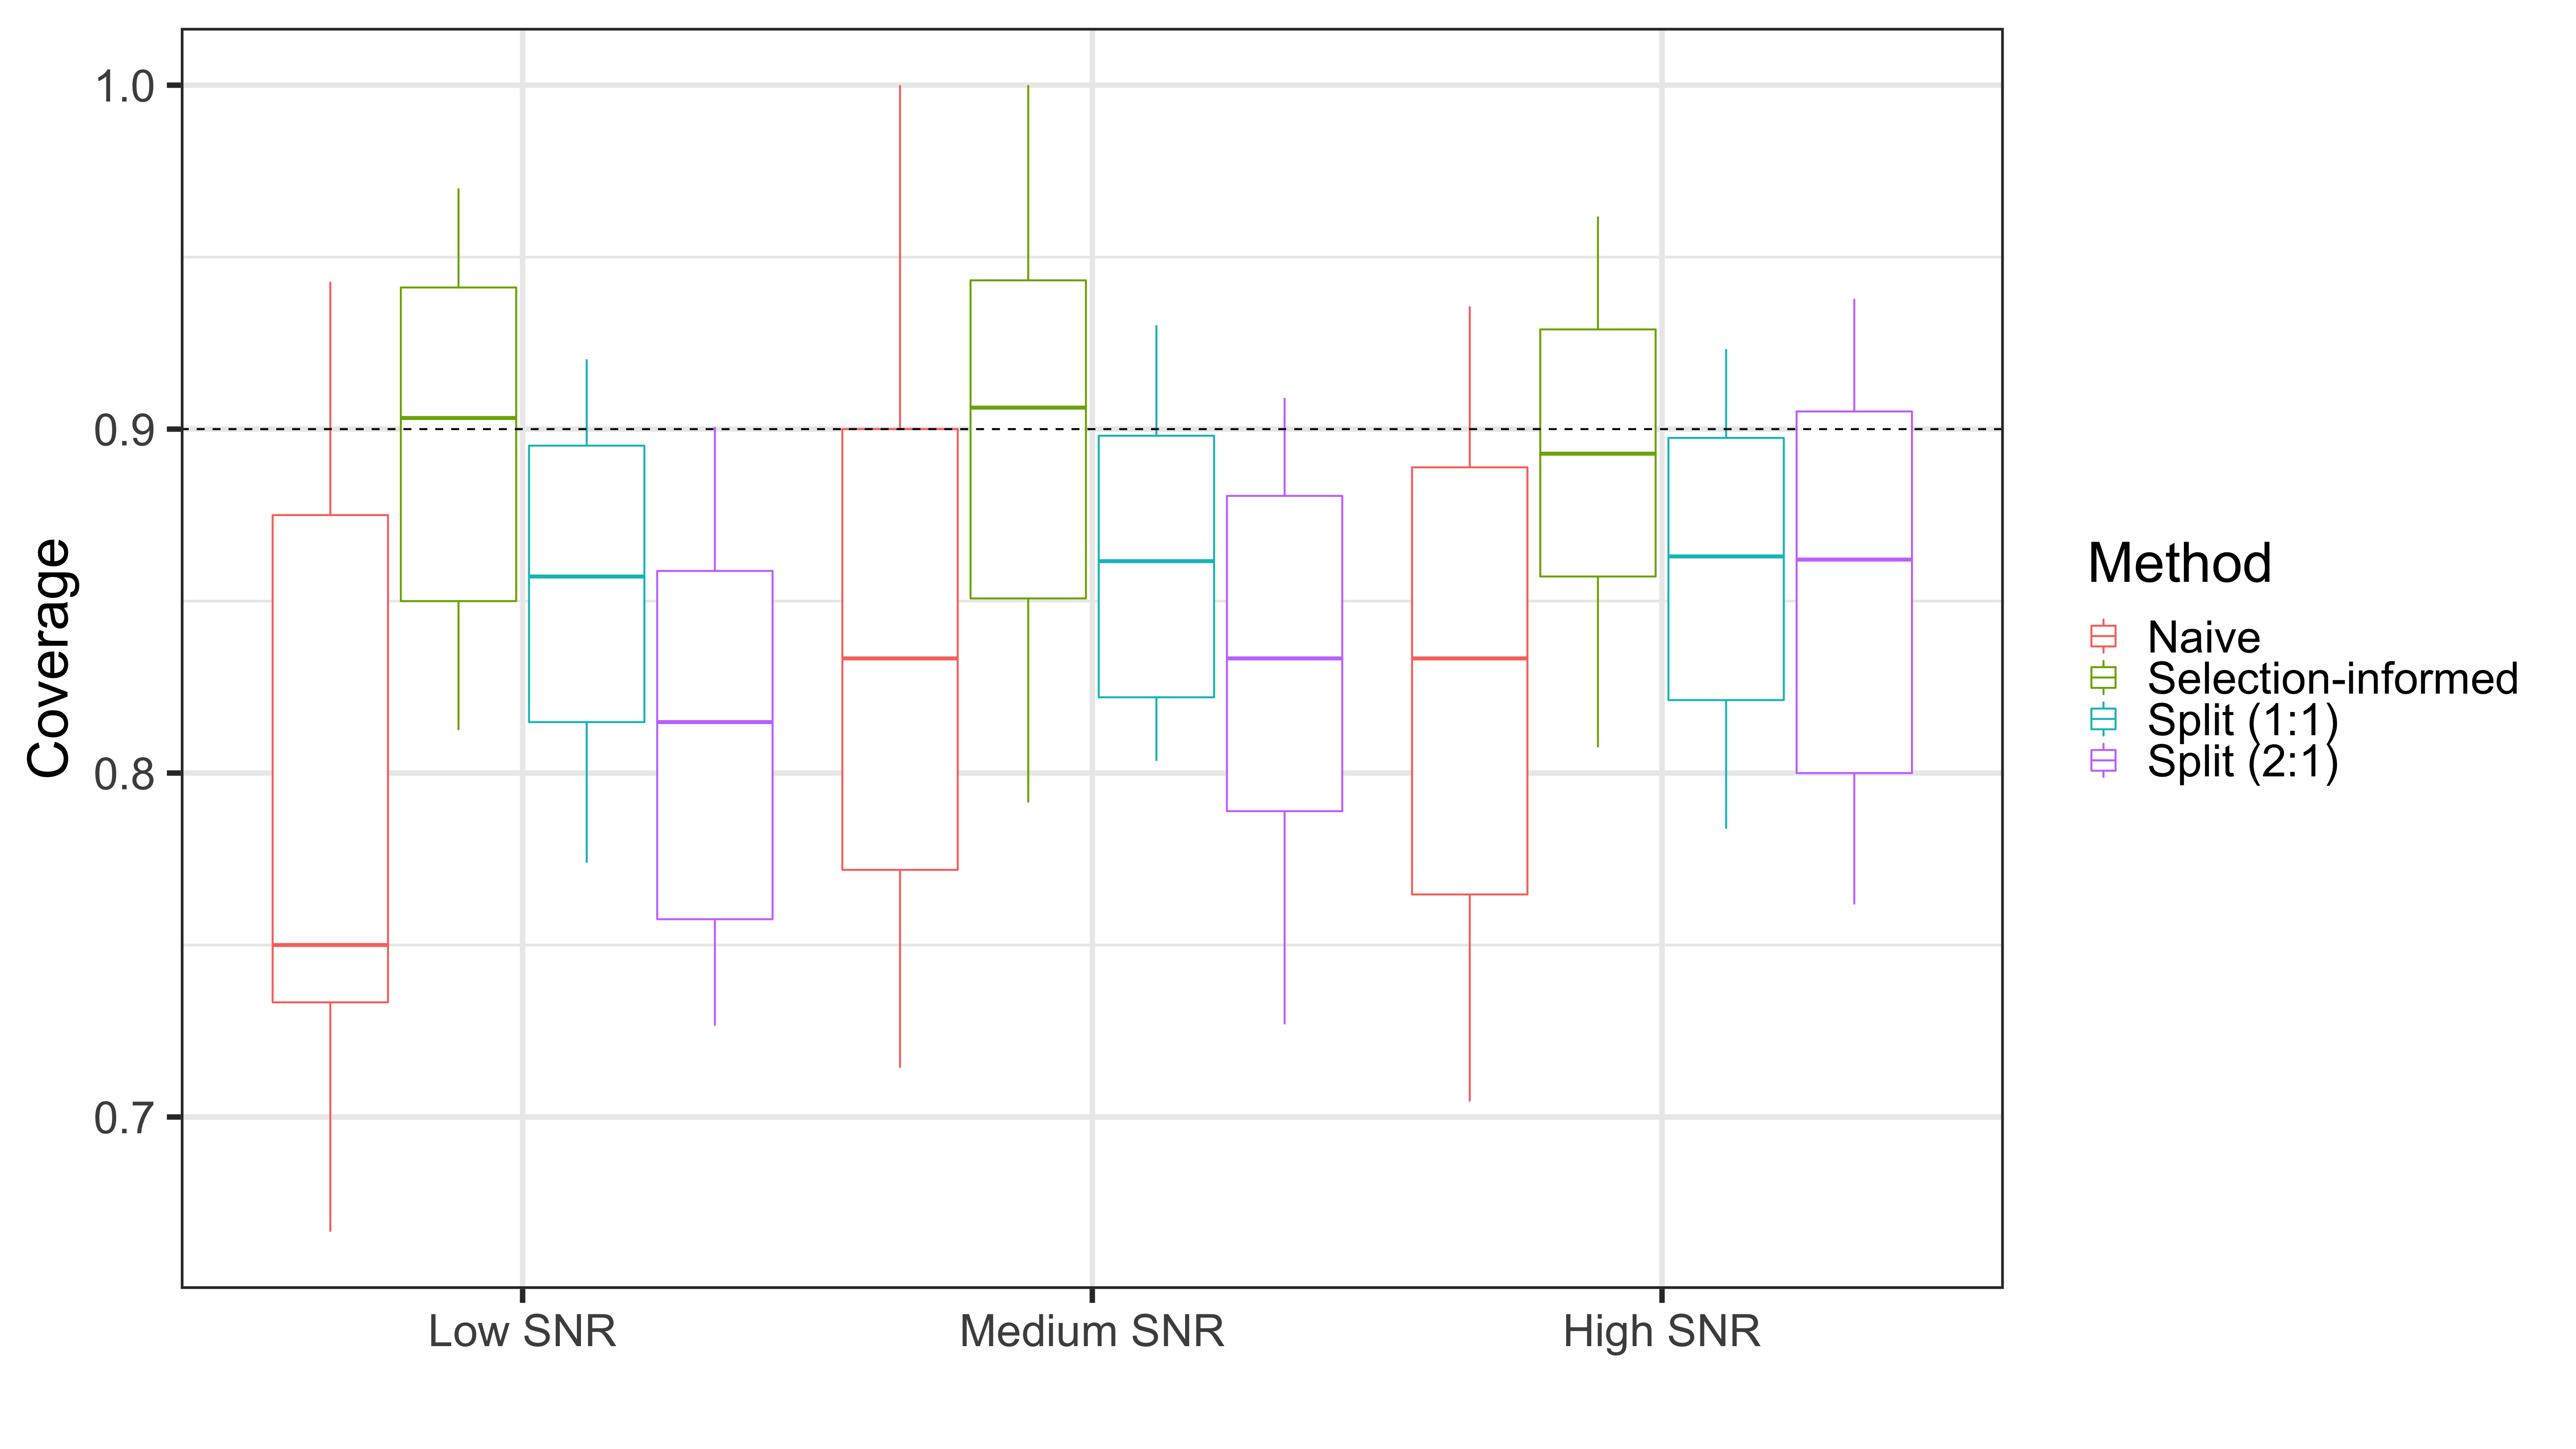 Coverage
1.0
0.9
0.8
0.7
Low SNR
Medium SNR
High SNR
Method
Naive
Selection-informed
Split (1:1)
Split (2:1)